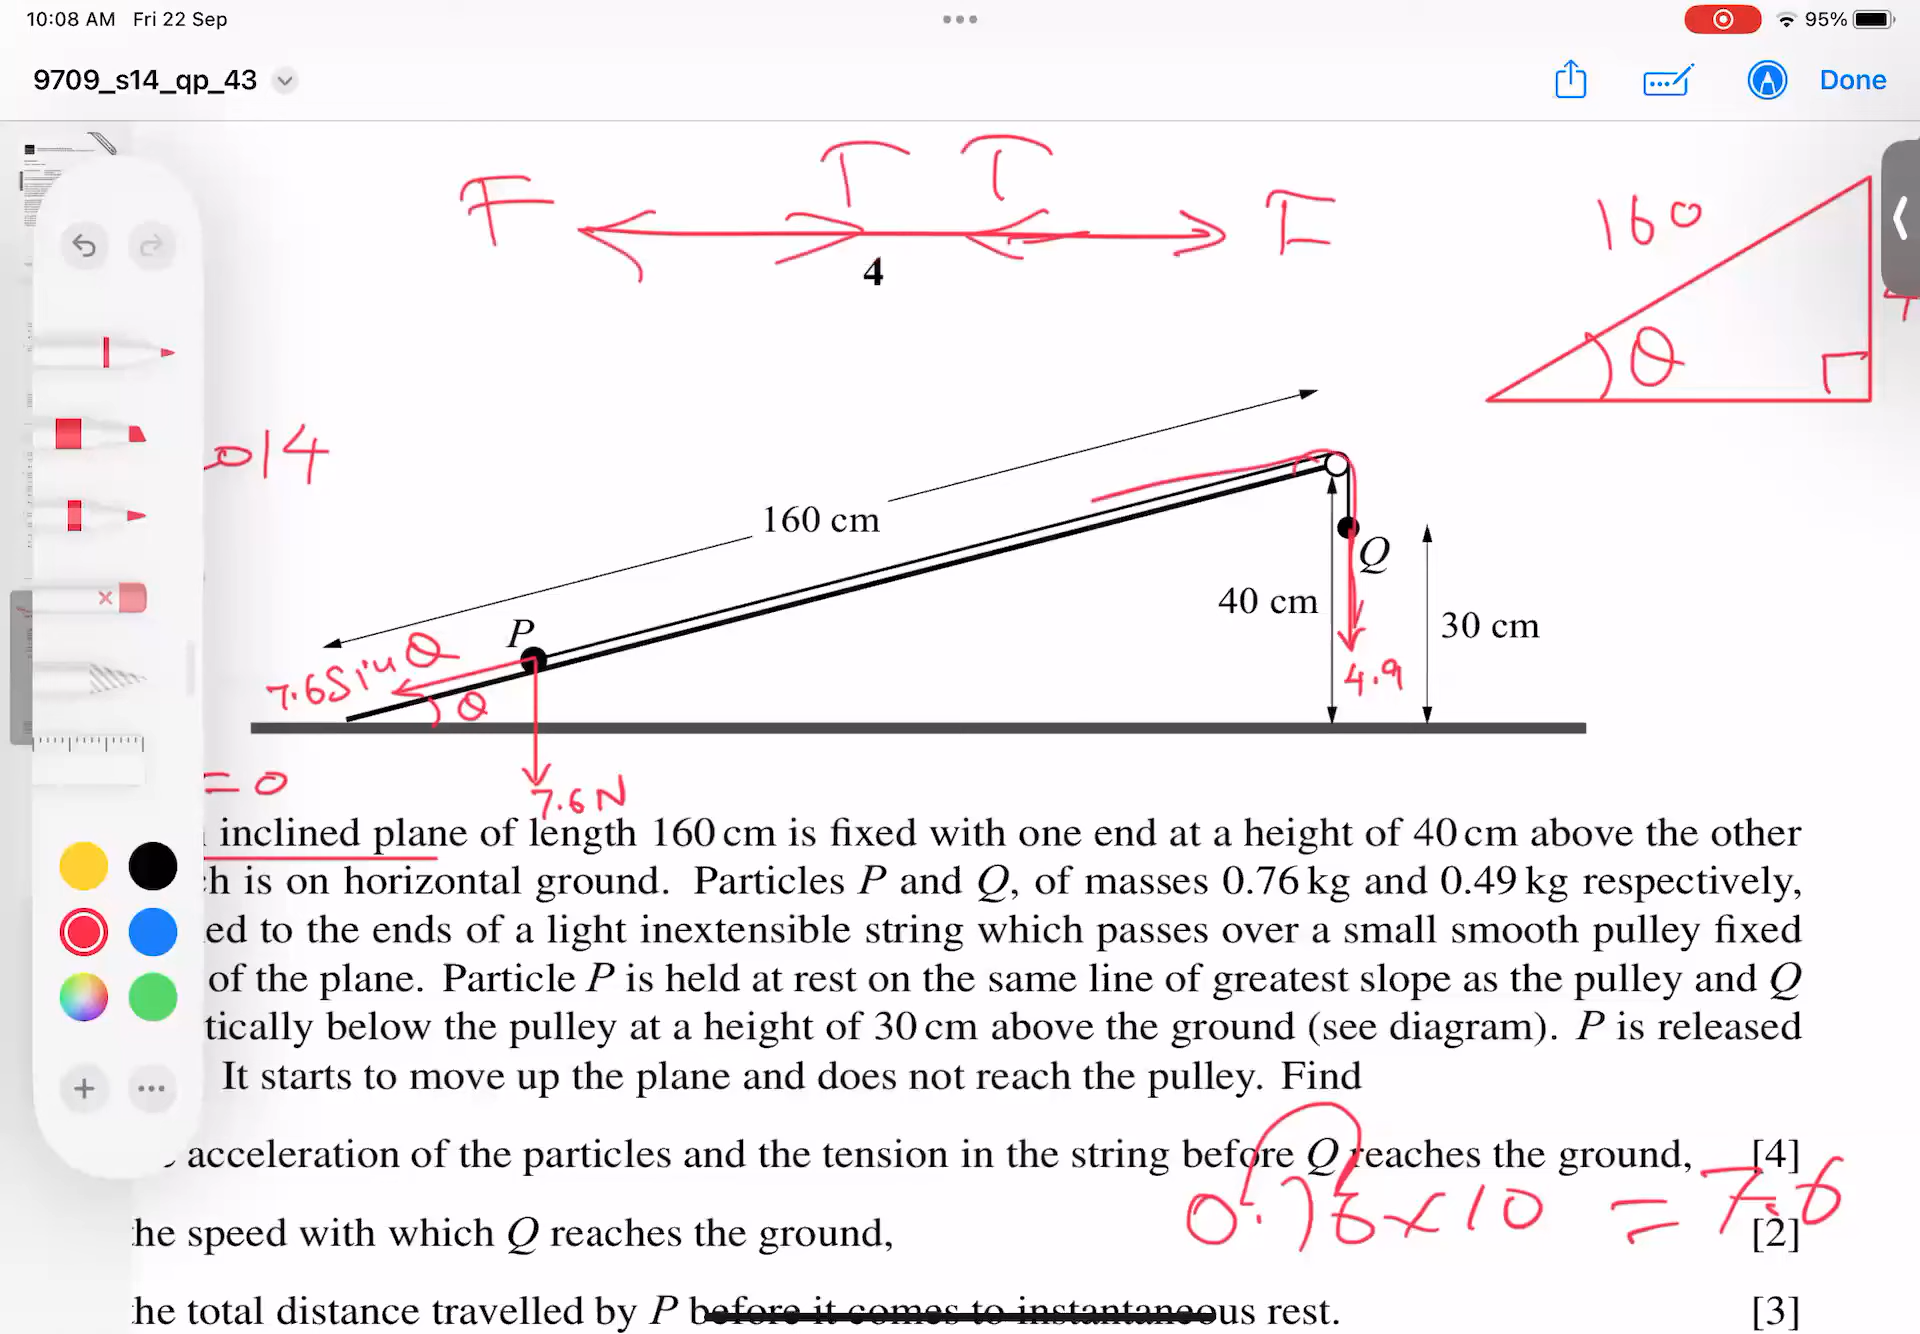 10:08 AM Fri 22 Sep
95%
9709_s14_qp_43
Done
T T
F F
4
160
θ
014
160 cm
P
Q
40 cm
30 cm
7.6 sin θ
θ
4.9
= 0
7.6 N
inclined plane of length 160 cm is fixed with one end at a height of 40 cm above the other
h is on horizontal ground. Particles P and Q, of masses 0.76 kg and 0.49 kg respectively,
ed to the ends of a light inextensible string which passes over a small smooth pulley fixed
of the plane. Particle P is held at rest on the same line of greatest slope as the pulley and Q
tically below the pulley at a height of 30 cm above the ground (see diagram). P is released
It starts to move up the plane and does not reach the pulley. Find
acceleration of the particles and the tension in the string before Q reaches the ground, [4]
0.76 × 10 = 7.6
he speed with which Q reaches the ground, [2]
he total distance travelled by P before it comes to instantaneous rest. [3]